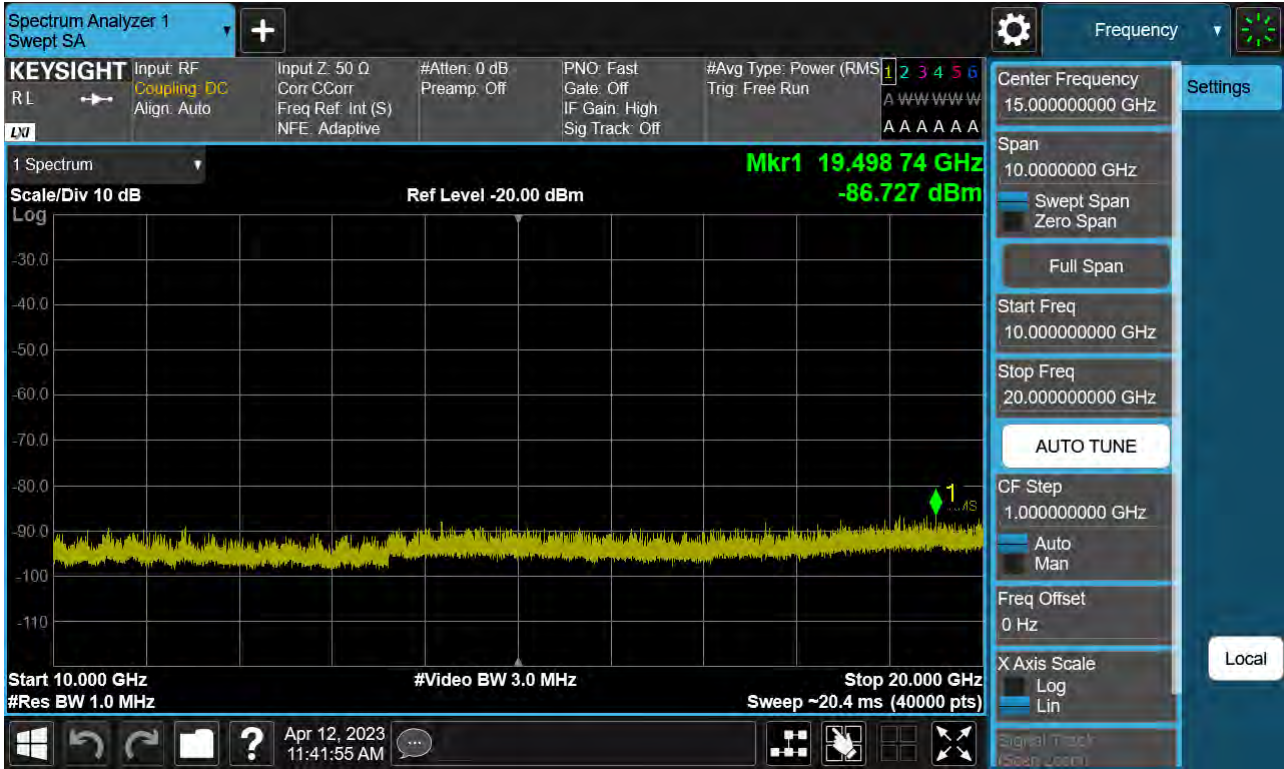 Spectrum Analyzer 1
Swept SA
+
Frequency
KEYSIGHT
R L
LXI
Input: RF
Coupling: DC
Align: Auto
Input Z: 50 Ω
Corr CCorr
Freq Ref: Int (S)
NFE: Adaptive
#Atten: 0 dB
Preamp: Off
PNO: Fast
Gate: Off
IF Gain: High
Sig Track: Off
#Avg Type: Power (RMS
Trig: Free Run
1 2 3 4 5 6
A W W W W W
A A A A A A
1 Spectrum
Scale/Div 10 dB
Log
Ref Level -20.00 dBm
Mkr1 19.498 74 GHz
-86.727 dBm
-30.0
-40.0
-50.0
-60.0
-70.0
-80.0
-90.0
-100
-110
1
Start 10.000 GHz
#Res BW 1.0 MHz
#Video BW 3.0 MHz
Stop 20.000 GHz
Sweep ~20.4 ms (40000 pts)
Center Frequency
15.000000000 GHz
Span
10.0000000 GHz
Swept Span
Zero Span
Full Span
Start Freq
10.000000000 GHz
Stop Freq
20.000000000 GHz
AUTO TUNE
CF Step
1.000000000 GHz
Auto
Man
Freq Offset
0 Hz
X Axis Scale
Log
Lin
Signal Track
(Span Zoom)
Settings
Local
?
Apr 12, 2023
11:41:55 AM